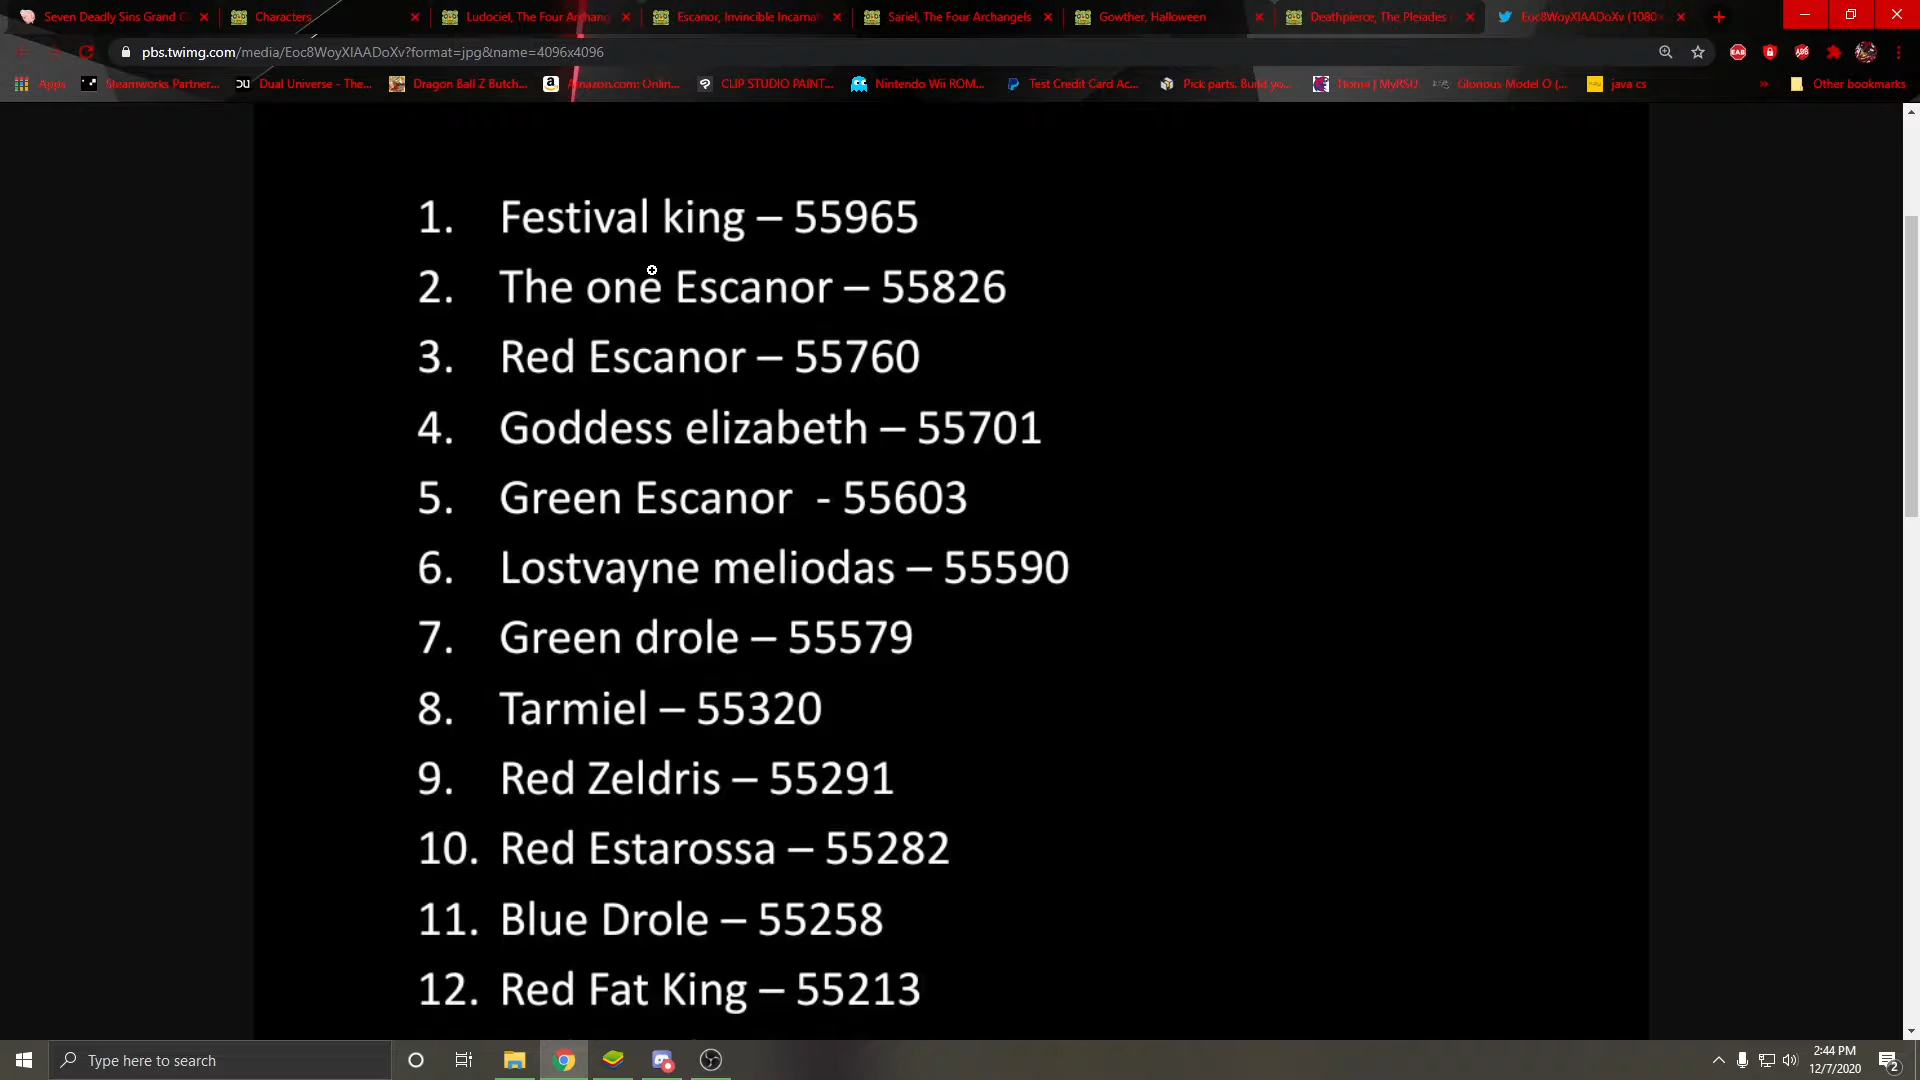 Seven Deadly Sins Grand C
Characters
Ludociel, The Four Archan
Escanor, Invincible Incarnat
Sariel, The Four Archangels
Gowther, Halloween
Deathpierce, The Pleiades
Eoc8WoyXIAADoXv (1080×
pbs.twimg.com/media/Eoc8WoyXIAADoXv?format=jpg&name=4096x4096
Apps
Steamworks Partner...
Dual Universe - The...
Dragon Ball Z Butch...
Amazon.com: Onlin...
CLIP STUDIO PAINT...
Nintendo Wii ROM...
Test Credit Card Ac...
Pick parts. Build yo...
Home | MyRSU
Glorious Model O (...
java cs
»
Other bookmarks
1. Festival king – 55965
2. The one Escanor – 55826
3. Red Escanor – 55760
4. Goddess elizabeth – 55701
5. Green Escanor - 55603
6. Lostvayne meliodas – 55590
7. Green drole – 55579
8. Tarmiel – 55320
9. Red Zeldris – 55291
10. Red Estarossa – 55282
11. Blue Drole – 55258
12. Red Fat King – 55213
Type here to search
2:44 PM
12/7/2020
2